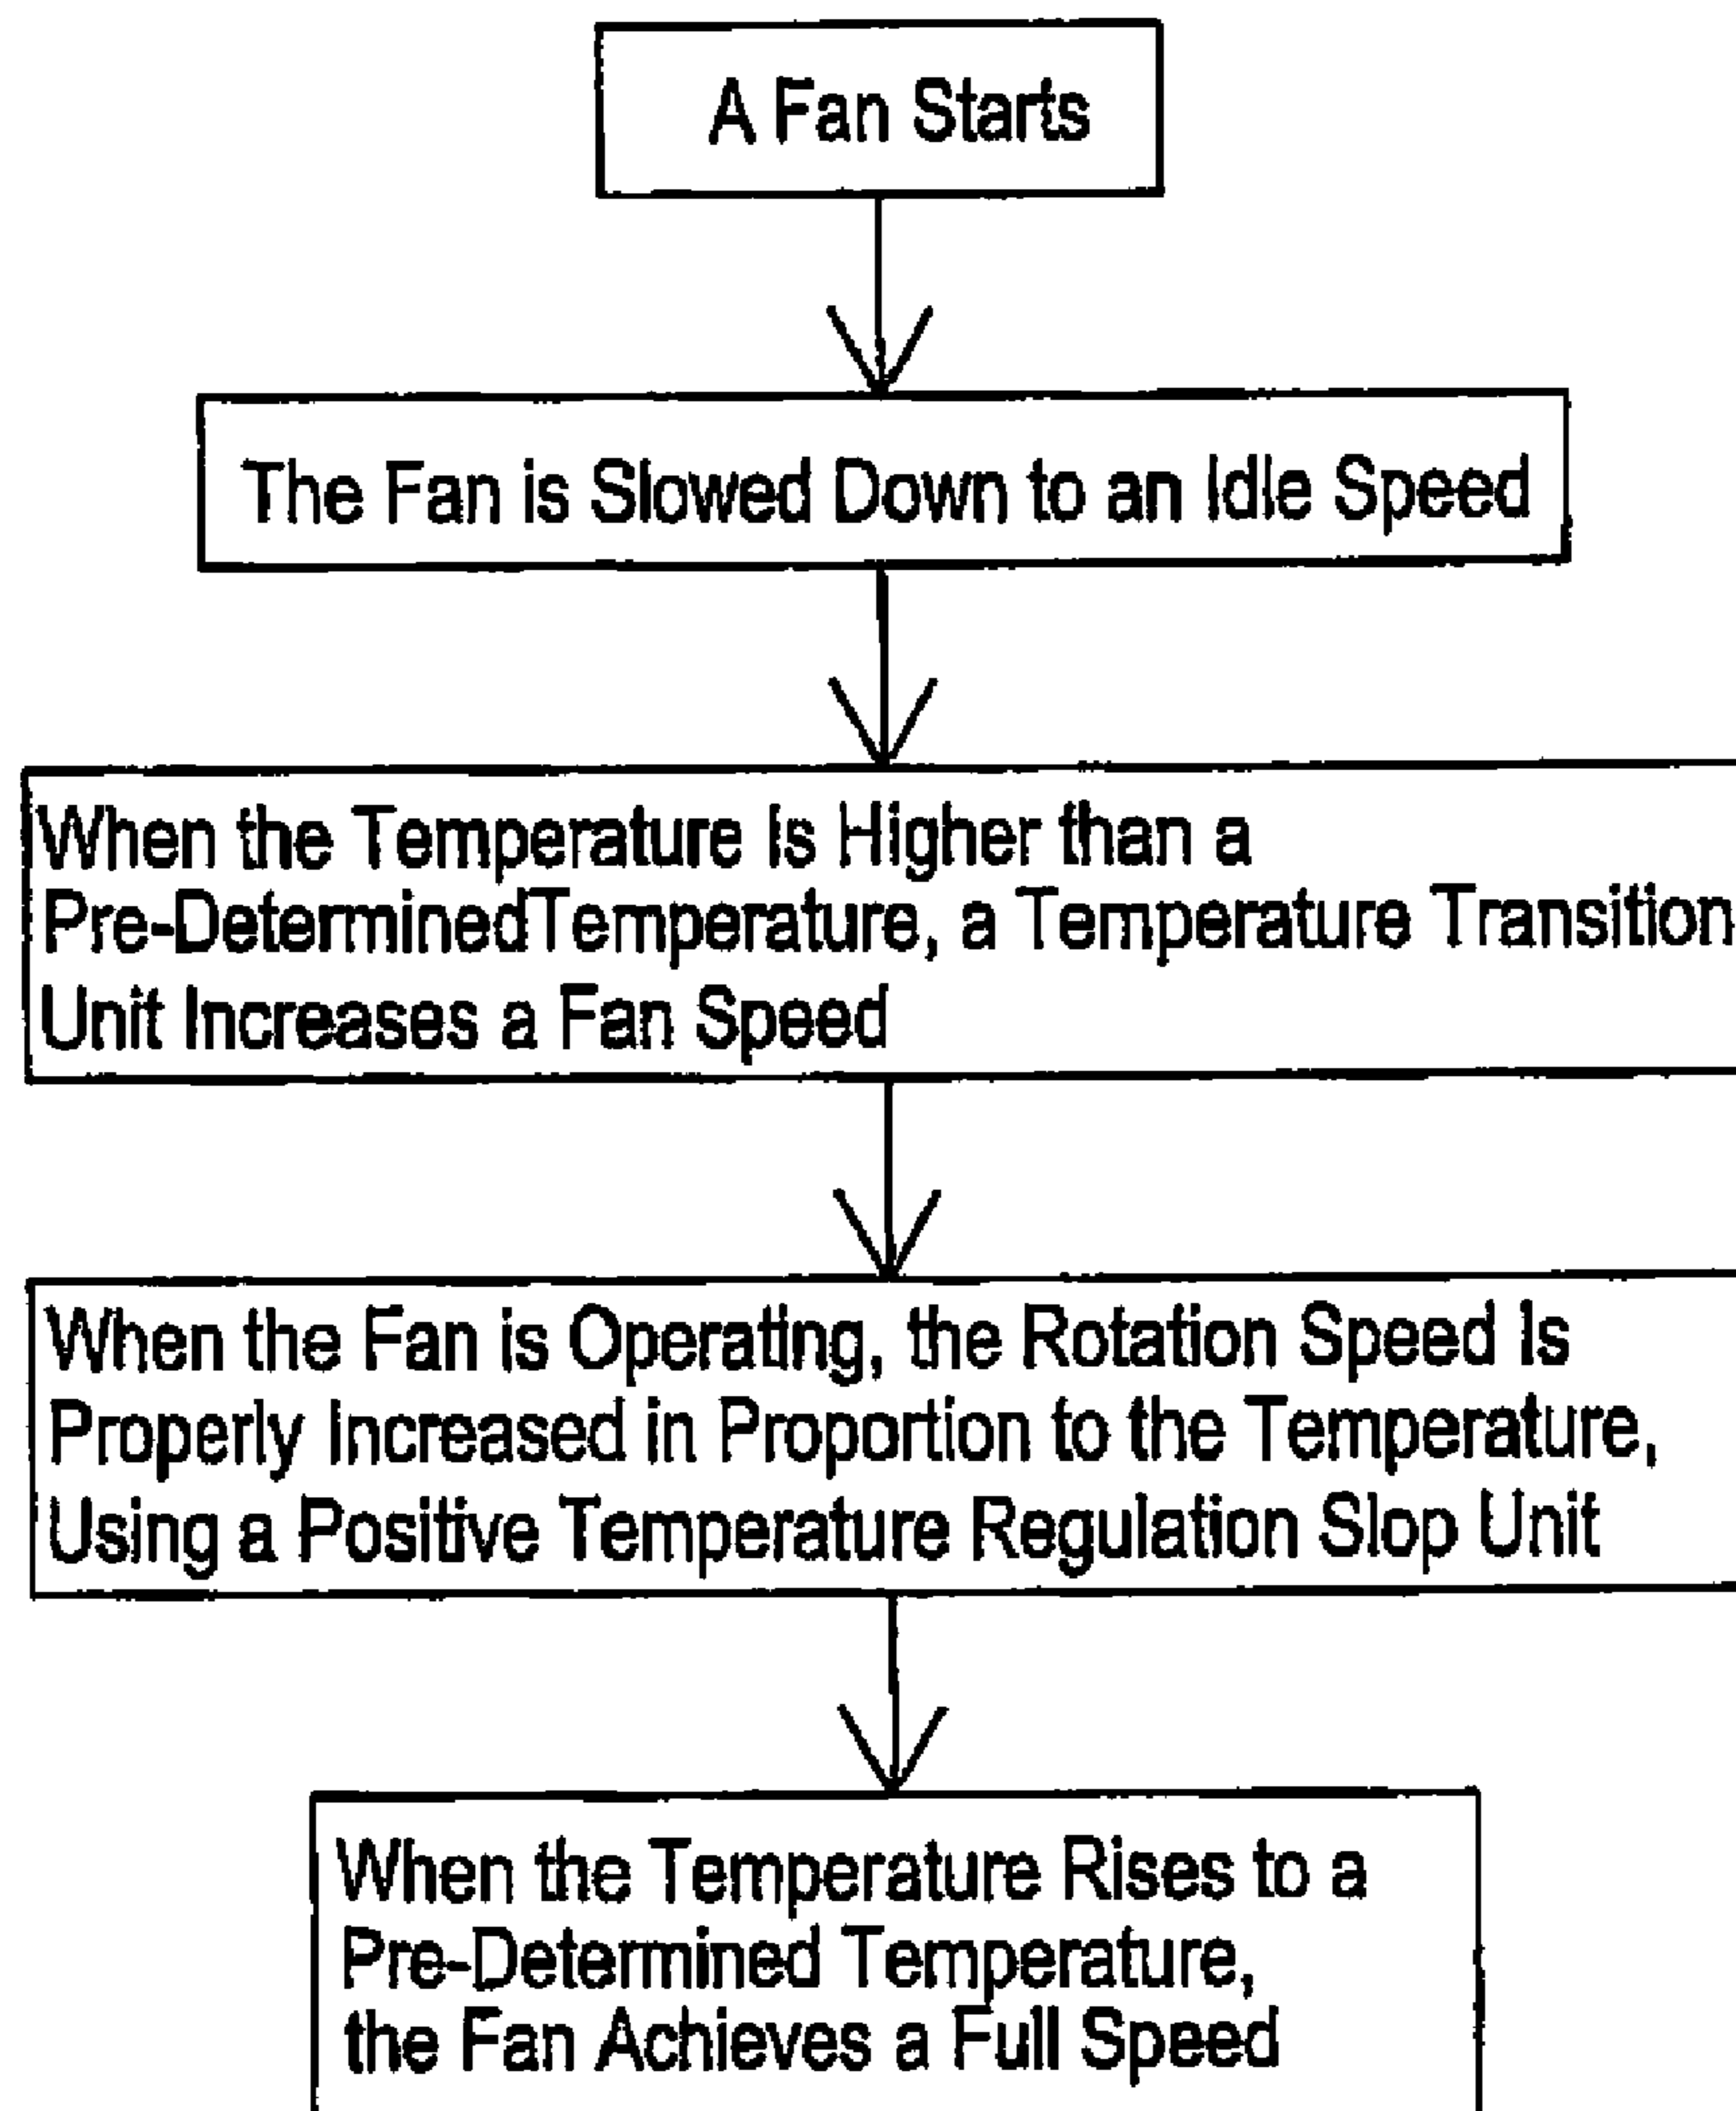 A Fan Starts
The Fan is Slowed Down to an Idle Speed
When the Temperature Is Higher than a
Pre-DeterminedTemperature, a Temperature Transition
Unit Increases a Fan Speed
When the Fan is Operating, the Rotation Speed Is
Properly Increased in Proportion to the Temperature,
Using a Positive Temperature Regulation Slop Unit
When the Temperature Rises to a
Pre-Determined Temperature,
the Fan Achieves a Full Speed